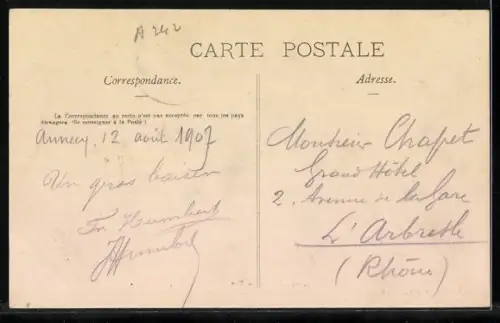 A 242
CARTE POSTALE
Correspondance.
Adresse.
La Correspondance au recto n'est pas acceptée par tous les pays
étrangers (Se renseigner à la Poste)
Annecy, 12 août 1907
Un gros baiser
Fr. Humbert
JHumbert
Monsieur Chapet
Grand Hôtel
2, Avenue de la Gare
L'Arbresle
(Rhône)